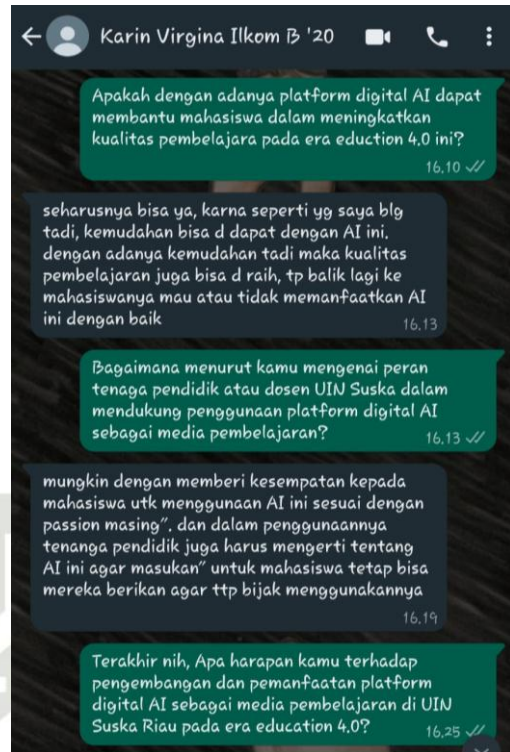 Karin Virgina Ilkom B '20
Apakah dengan adanya platform digital AI dapat
membantu mahasiswa dalam meningkatkan
kualitas pembelajara pada era eduction 4.0 ini?
16.10
seharusnya bisa ya, karna seperti yg saya blg
tadi, kemudahan bisa d dapat dengan AI ini.
dengan adanya kemudahan tadi maka kualitas
pembelajaran juga bisa d raih, tp balik lagi ke
mahasiswanya mau atau tidak memanfaatkan AI
ini dengan baik
16.13
Bagaimana menurut kamu mengenai peran
tenaga pendidik atau dosen UIN Suska dalam
mendukung penggunaan platform digital AI
sebagai media pembelajaran?
16.13
mungkin dengan memberi kesempatan kepada
mahasiswa utk menggunaan AI ini sesuai dengan
passion masing". dan dalam penggunaannya
tenanga pendidik juga harus mengerti tentang
AI ini agar masukan" untuk mahasiswa tetap bisa
mereka berikan agar ttp bijak menggunakannya
16.19
Terakhir nih, Apa harapan kamu terhadap
pengembangan dan pemanfaatan platform
digital AI sebagai media pembelajaran di UIN
Suska Riau pada era education 4.0?
16.25